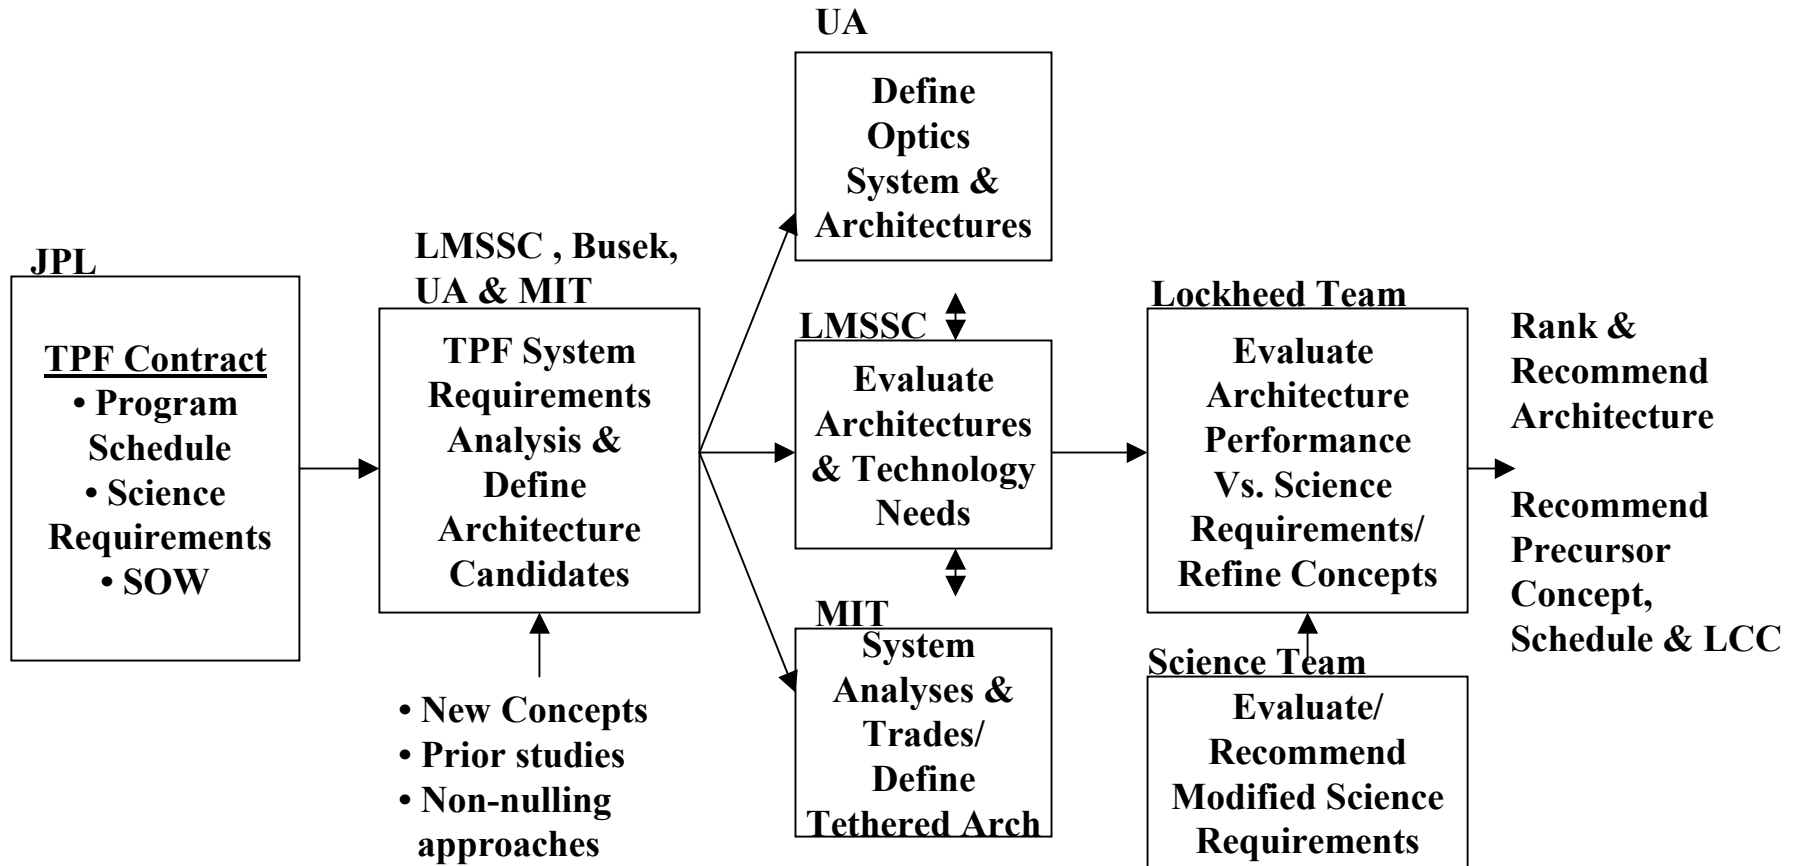 JPL
TPF Contract
• Program
Schedule
• Science
Requirements
• SOW
LMSSC , Busek,
UA & MIT
TPF System
Requirements
Analysis &
Define
Architecture
Candidates
• New Concepts
• Prior studies
• Non-nulling
approaches
UA
Define
Optics
System &
Architectures
LMSSC
Evaluate
Architectures
& Technology
Needs
MIT
System
Analyses &
Trades/
Define
Tethered Arch
Lockheed Team
Evaluate
Architecture
Performance
Vs. Science
Requirements/
Refine Concepts
Science Team
Evaluate/
Recommend
Modified Science
Requirements
Rank &
Recommend
Architecture
Recommend
Precursor
Concept,
Schedule & LCC